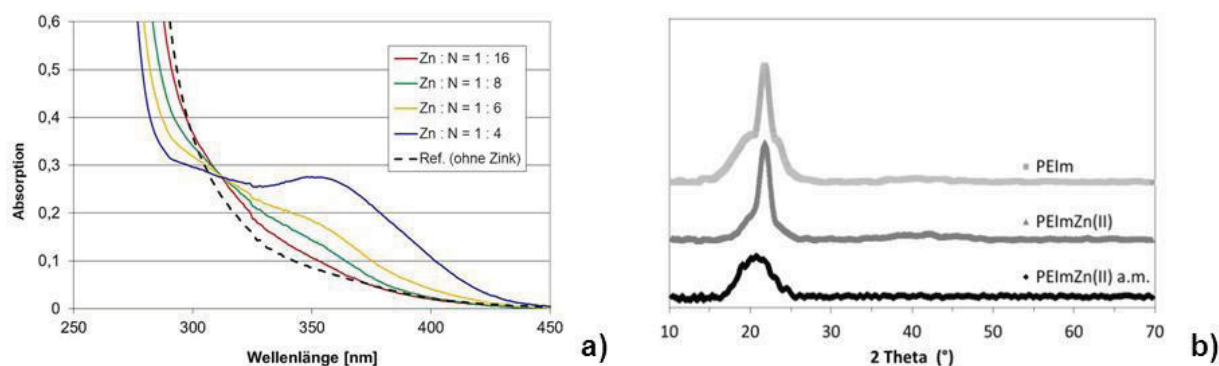 0,6
0,5
0,4
0,3
0,2
0,1
0
Absorption
250 300 350 400 450
Wellenlänge [nm]
Zn : N = 1 : 16
Zn : N = 1 : 8
Zn : N = 1 : 6
Zn : N = 1 : 4
Ref. (ohne Zink)
a)
PEIm
PEImZn(II)
PEImZn(II) a.m.
10 20 30 40 50 60 70
2 Theta (°)
b)